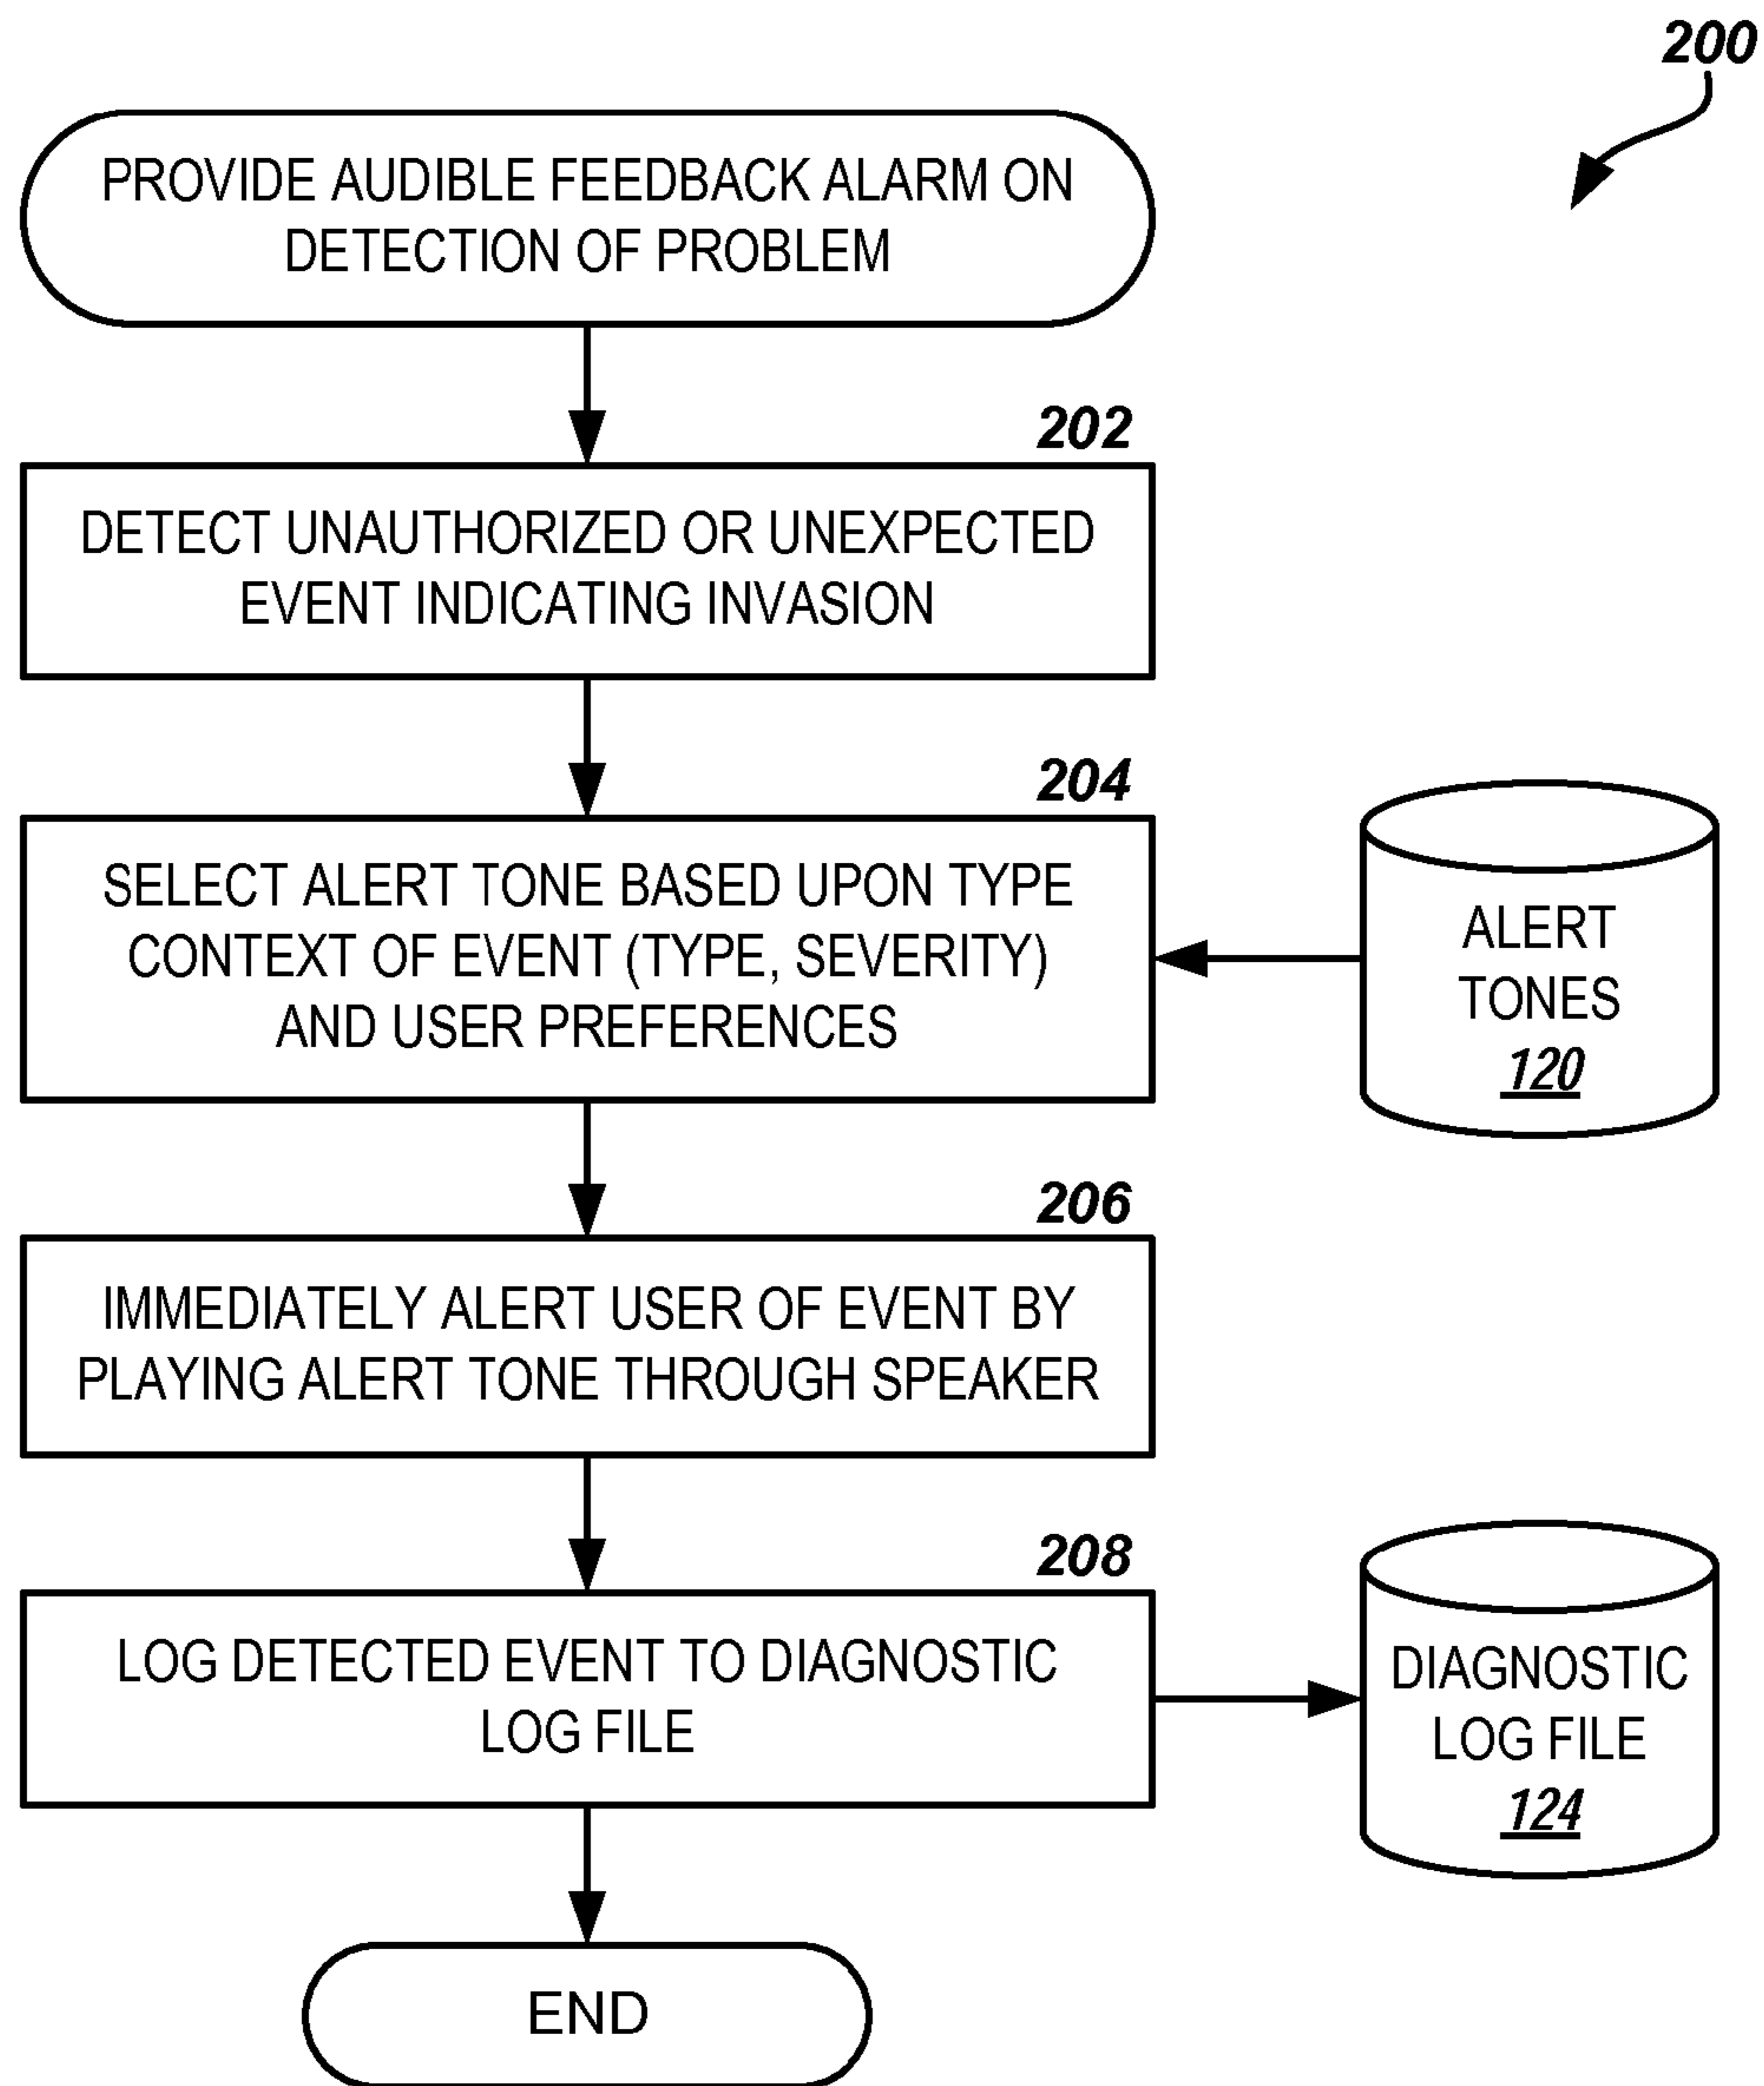 200
PROVIDE AUDIBLE FEEDBACK ALARM ON
DETECTION OF PROBLEM
202
DETECT UNAUTHORIZED OR UNEXPECTED
EVENT INDICATING INVASION
204
SELECT ALERT TONE BASED UPON TYPE
CONTEXT OF EVENT (TYPE, SEVERITY)
AND USER PREFERENCES
ALERT
TONES
120
206
IMMEDIATELY ALERT USER OF EVENT BY
PLAYING ALERT TONE THROUGH SPEAKER
208
LOG DETECTED EVENT TO DIAGNOSTIC
LOG FILE
DIAGNOSTIC
LOG FILE
124
END